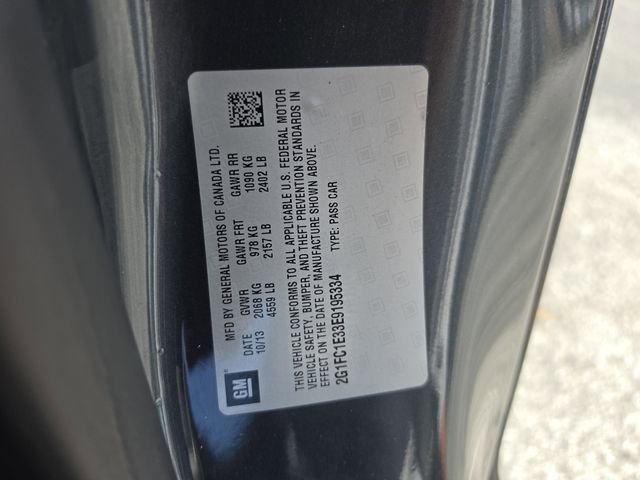 GM
MFD BY GENERAL MOTORS OF CANADA LTD.
DATE GVWR GAWR FRT GAWR RR
10/13 2068 KG 978 KG 1090 KG
4559 LB 2157 LB 2402 LB
THIS VEHICLE CONFORMS TO ALL APPLICABLE U.S. FEDERAL MOTOR
VEHICLE SAFETY, BUMPER, AND THEFT PREVENTION STANDARDS IN
EFFECT ON THE DATE OF MANUFACTURE SHOWN ABOVE.
2G1FC1E33E9195334 TYPE: PASS CAR